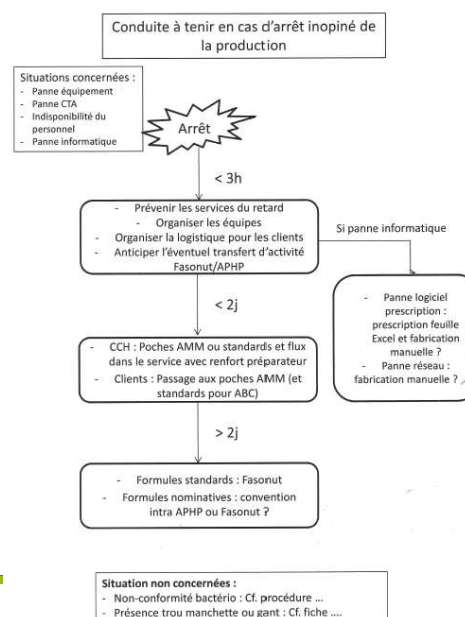 Conduite à tenir en cas d'arrêt inopiné de
la production
Situations concernées :
- Panne équipement
- Panne CTA
- Indisponibilité du
personnel
- Panne informatique
Arrêt
< 3h
- Prévenir les services du retard
- Organiser les équipes
- Organiser la logistique pour les clients
- Anticiper l'éventuel transfert d'activité
Fasonut/APHP
Si panne informatique
- Panne logiciel
prescription :
prescription feuille
Excel et fabrication
manuelle ?
- Panne réseau :
fabrication manuelle ?
< 2j
- CCH : Poches AMM ou standards et flux
dans le service avec renfort préparateur
- Clients : Passage aux poches AMM (et
standards pour ABC)
> 2j
- Formules standards : Fasonut
- Formules nominatives : convention
intra APHP ou Fasonut ?
Situation non concernées :
- Non-conformité bactério : Cf. procédure ...
- Présence trou manchette ou gant : Cf. fiche ....